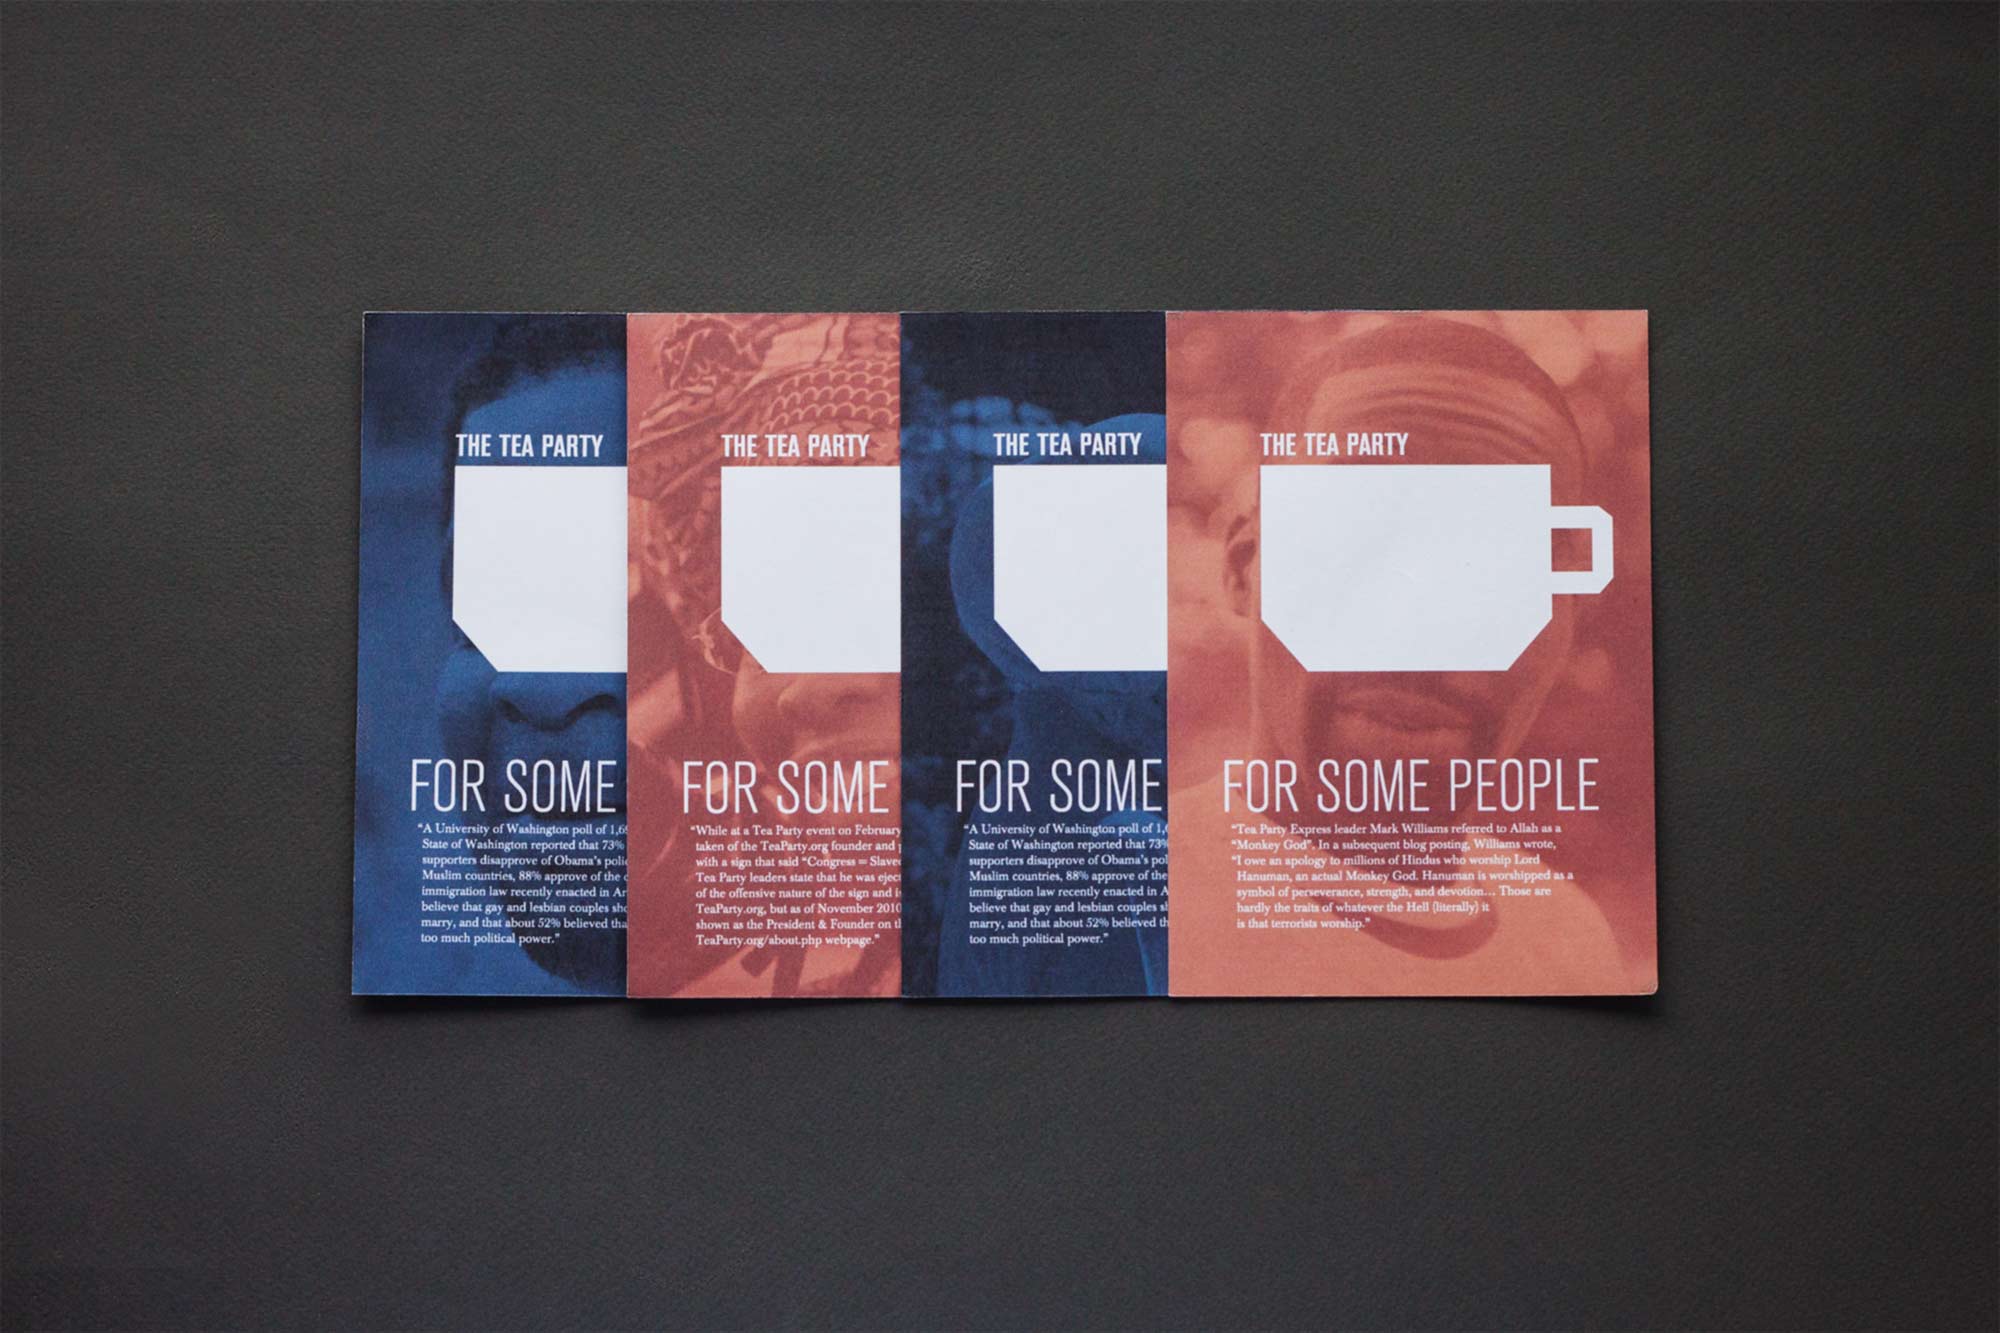 THE TEA PARTY
FOR SOME
“A University of Washington poll of 1,69
State of Washington reported that 73%
supporters disapprove of Obama’s polic
Muslim countries, 88% approve of the
immigration law recently enacted in Ar
believe that gay and lesbian couples sho
marry, and that about 52% believed tha
too much political power.”
THE TEA PARTY
FOR SOME
“While at a Tea Party event on February
taken of the TeaParty.org founder and
with a sign that said “Congress = Slaveo
Tea Party leaders state that he was ejec
of the offensive nature of the sign and i
TeaParty.org, but as of November 2010
shown as the President & Founder on th
TeaParty.org/about.php webpage.”
THE TEA PARTY
FOR SOME
“A University of Washington poll of 1,6
State of Washington reported that 73%
supporters disapprove of Obama’s pol
Muslim countries, 88% approve of the
immigration law recently enacted in A
believe that gay and lesbian couples sh
marry, and that about 52% believed th
too much political power.”
THE TEA PARTY
FOR SOME PEOPLE
“Tea Party Express leader Mark Williams referred to Allah as a
“Monkey God”. In a subsequent blog posting, Williams wrote,
“I owe an apology to millions of Hindus who worship Lord
Hanuman, an actual Monkey God. Hanuman is worshipped as a
symbol of perseverance, strength, and devotion... Those are
hardly the traits of whatever the Hell (literally) it
is that terrorists worship.”